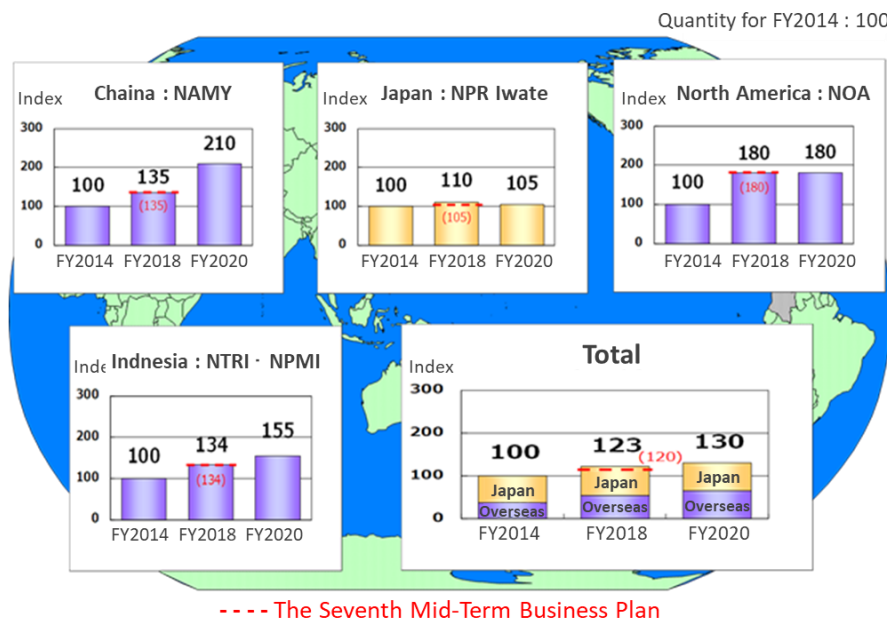 Quantity for FY2014 : 100
Chaina : NAMY
Index
300
200
100
0
100
135
(135)
210
FY2014 FY2018 FY2020
Japan : NPR Iwate
Index
300
200
100
0
100
110
(105)
105
FY2014 FY2018 FY2020
North America : NOA
Index
300
200
100
0
100
180
(180)
180
FY2014 FY2018 FY2020
Indnesia : NTRI · NPMI
Inde
300
200
100
0
100
134
(134)
155
FY2014 FY2018 FY2020
Total
Index
300
200
100
0
100
123
(120)
130
Japan Japan Japan
Overseas Overseas Overseas
FY2014 FY2018 FY2020
---- The Seventh Mid-Term Business Plan